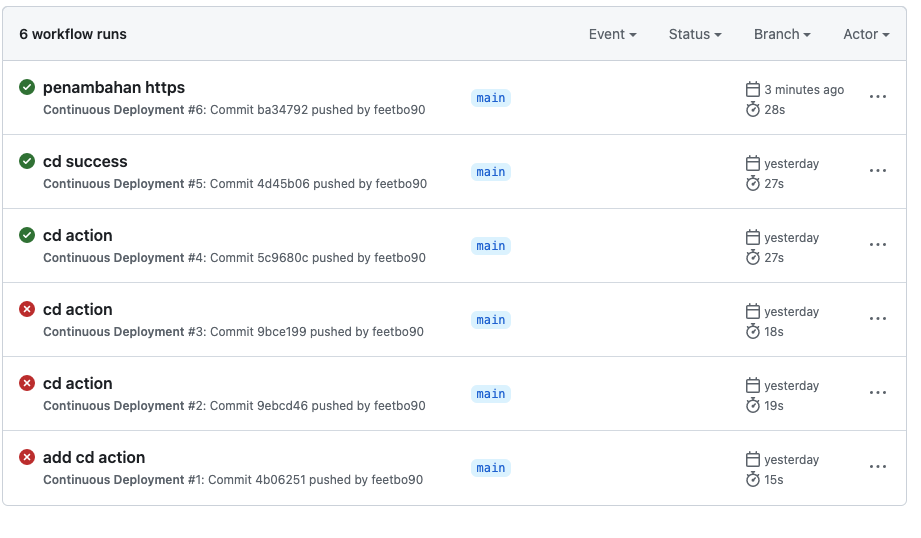 6 workflow runs Event Status Branch Actor
penambahan https
Continuous Deployment #6: Commit ba34792 pushed by feetbo90
main
3 minutes ago
28s
cd success
Continuous Deployment #5: Commit 4d45b06 pushed by feetbo90
main
yesterday
27s
cd action
Continuous Deployment #4: Commit 5c9680c pushed by feetbo90
main
yesterday
27s
cd action
Continuous Deployment #3: Commit 9bce199 pushed by feetbo90
main
yesterday
18s
cd action
Continuous Deployment #2: Commit 9ebcd46 pushed by feetbo90
main
yesterday
19s
add cd action
Continuous Deployment #1: Commit 4b06251 pushed by feetbo90
main
yesterday
15s